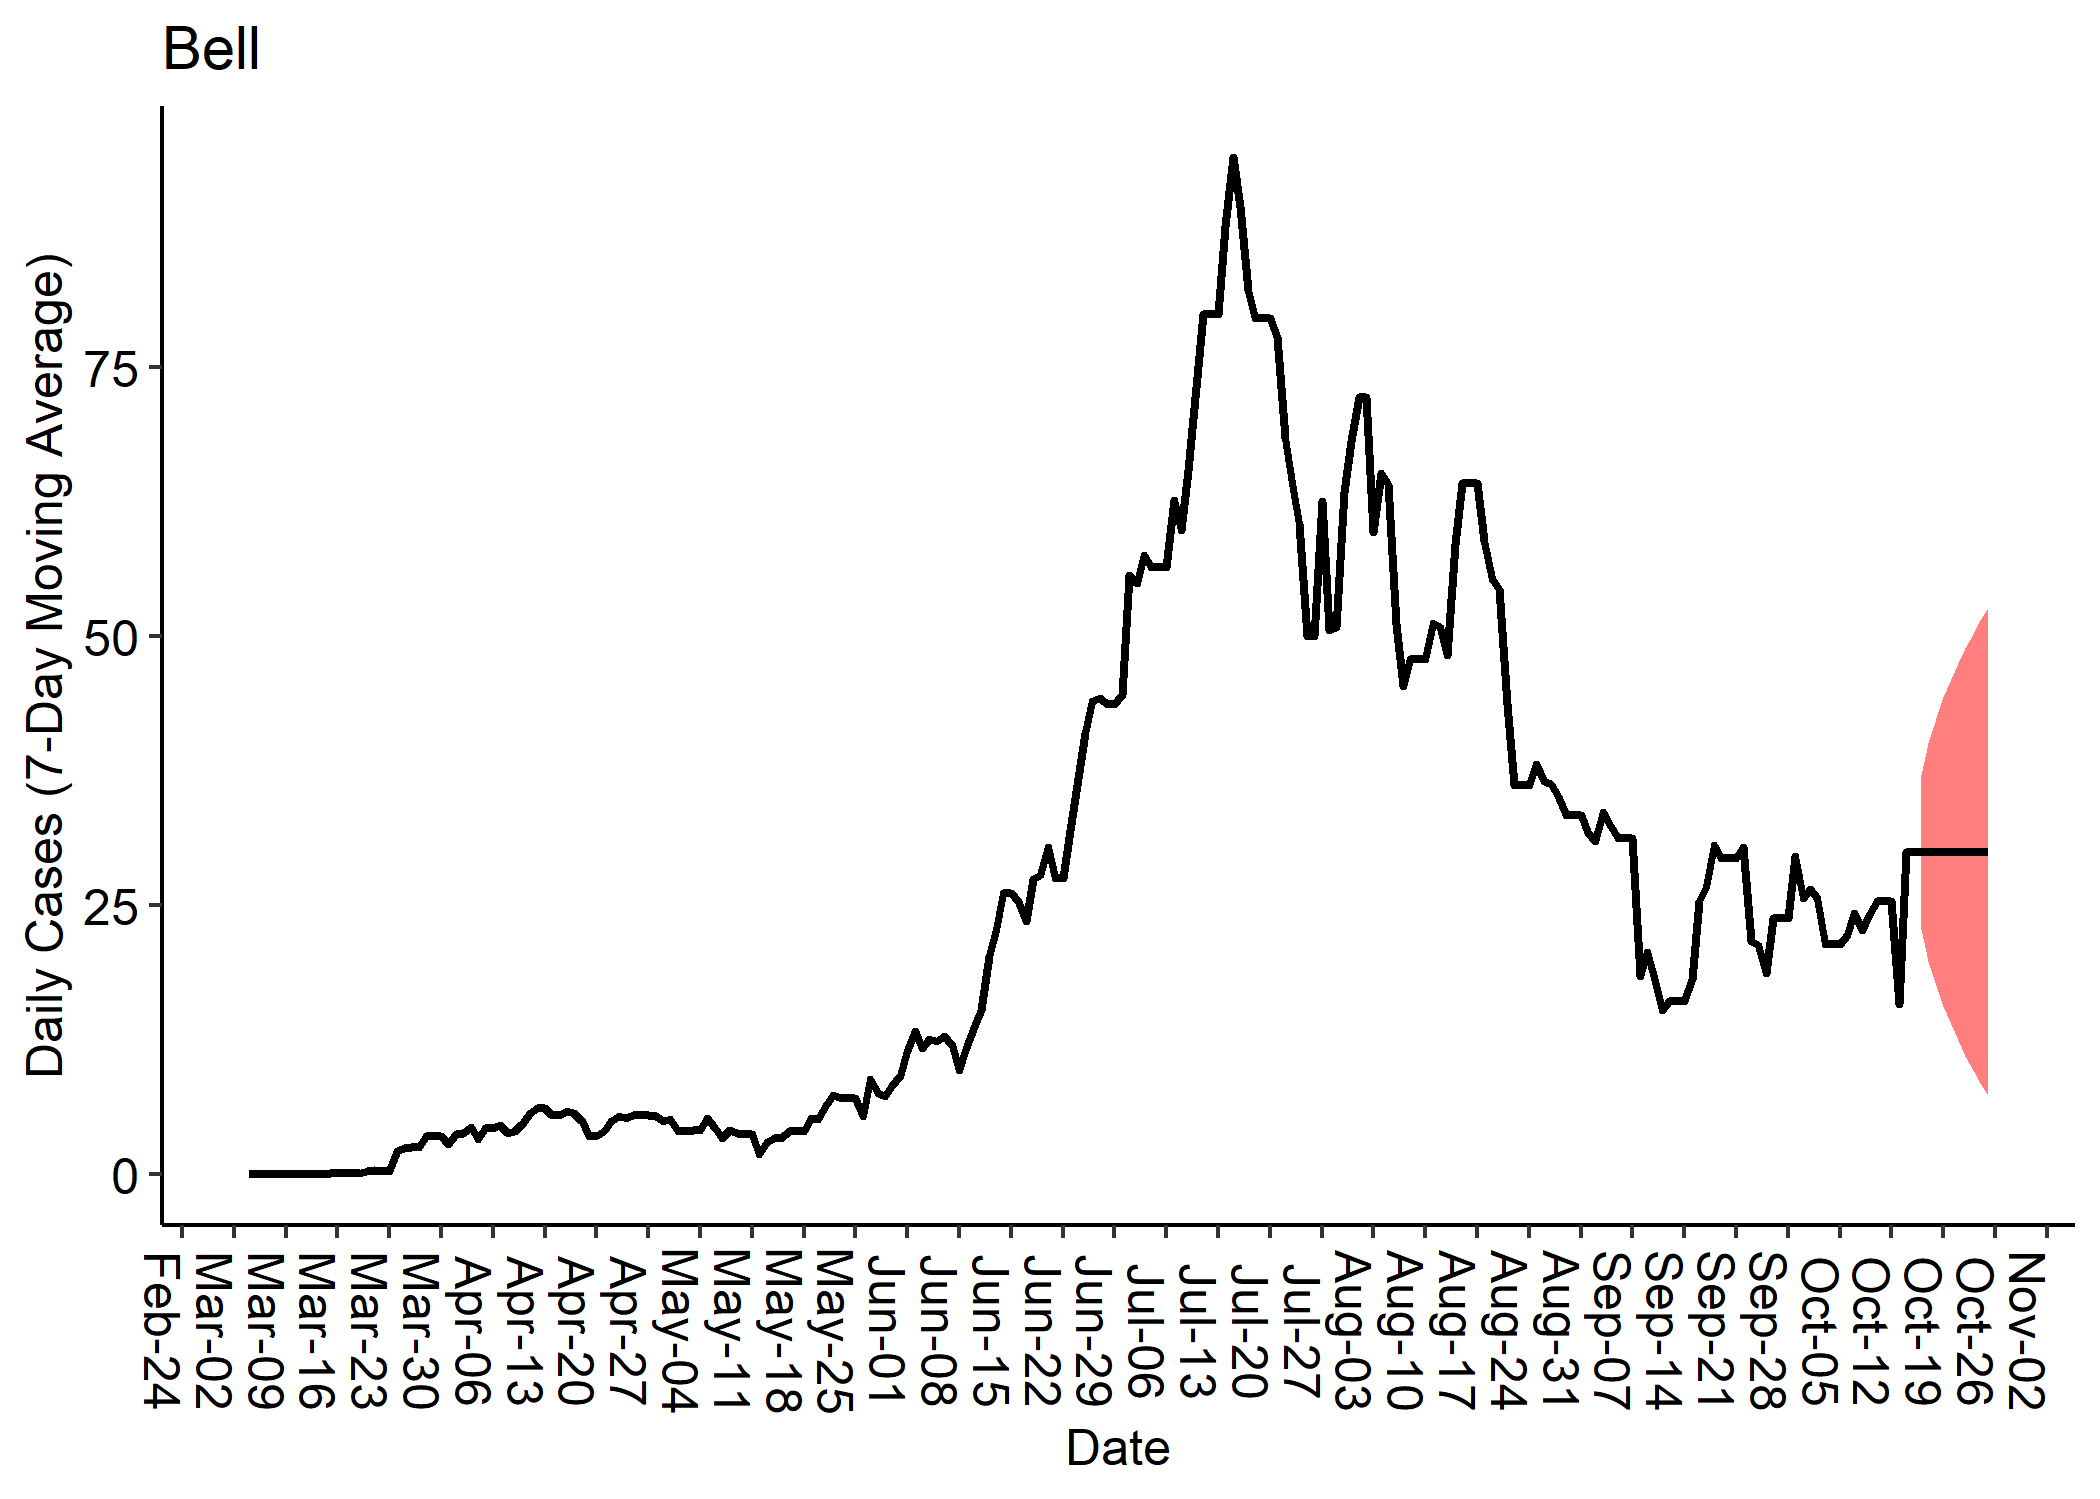 Bell
Daily Cases (7-Day Moving Average)
75
50
25
0
Feb-24
Mar-02
Mar-09
Mar-16
Mar-23
Mar-30
Apr-06
Apr-13
Apr-20
Apr-27
May-04
May-11
May-18
May-25
Jun-01
Jun-08
Jun-15
Jun-22
Jun-29
Jul-06
Jul-13
Jul-20
Jul-27
Aug-03
Aug-10
Aug-17
Aug-24
Aug-31
Sep-07
Sep-14
Sep-21
Sep-28
Oct-05
Oct-12
Oct-19
Oct-26
Nov-02
Date